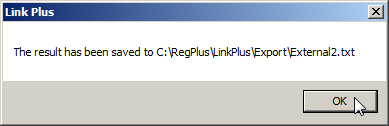 Link Plus
The result has been saved to C:\RegPlus\LinkPlus\Export\External2.txt
OK